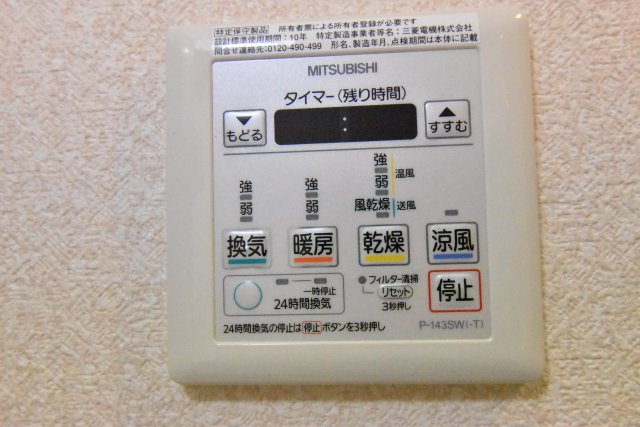 特定保守製品 所有者票による所有者登録が必要です
設計標準使用期間：10年 特定製造事業者等名：三菱電機株式会社
問合せ連絡先：0120-490-499 形名、製造年月、点検期間は本体に記載
MITSUBISHI
タイマー(残り時間)
▼ ▲
もどる : すすむ
強 強 強 温風
弱 弱 弱
風乾燥 送風
換気 暖房 乾燥 涼風
一時停止
24時間換気
フィルター清掃
リセット
3秒押し
停止
24時間換気の停止は停止ボタンを3秒押し
P-143SW(-T)